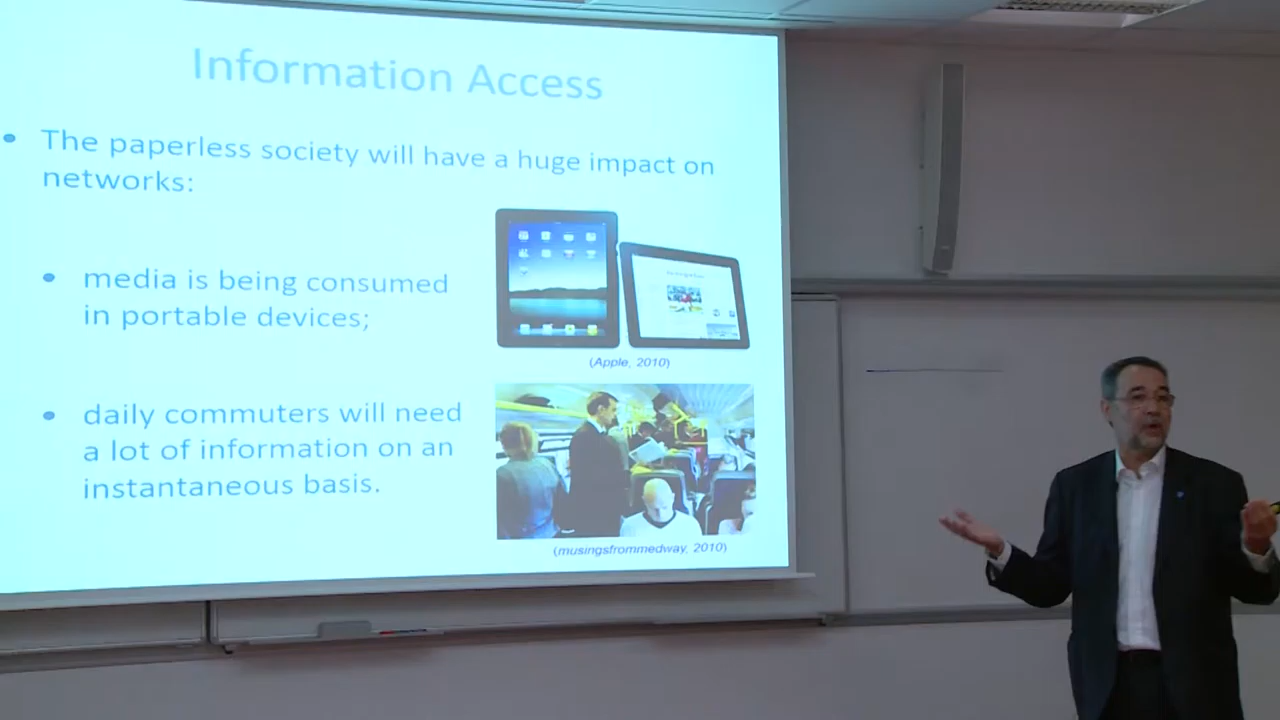 Information Access
• The paperless society will have a huge impact on
networks:
• media is being consumed
in portable devices;
(Apple, 2010)
• daily commuters will need
a lot of information on an
instantaneous basis.
(musingsfrommedway, 2010)